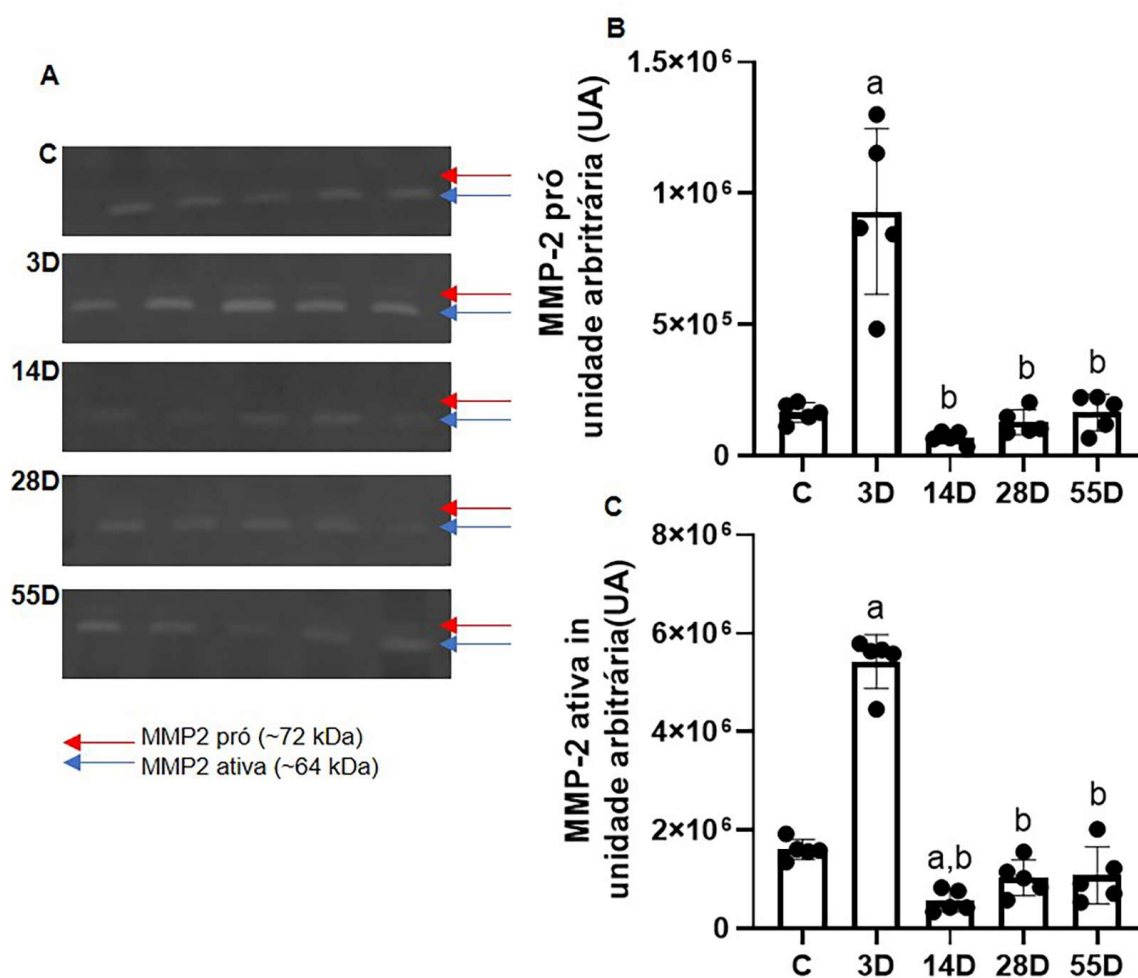 A
C
3D
14D
28D
55D
MMP2 pró (~72 kDa)
MMP2 ativa (~64 kDa)
B
MMP-2 pró
unidade arbritrária (UA)
1.5×10⁶
1×10⁶
5×10⁵
0
a
b
b
b
C 3D 14D 28D 55D
C
MMP-2 ativa in
unidade arbitrária(UA)
8×10⁶
6×10⁶
4×10⁶
2×10⁶
0
a
a,b
b
b
C 3D 14D 28D 55D